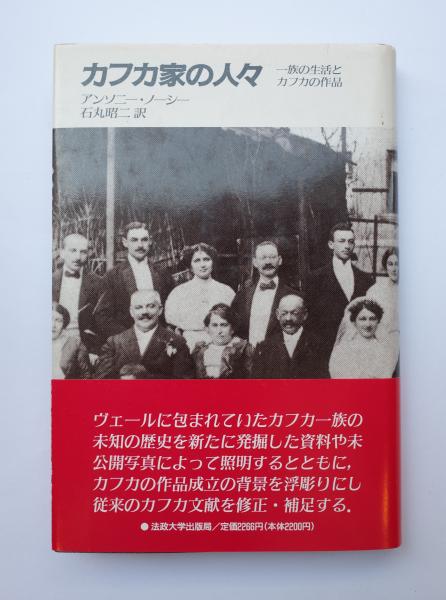 カフカ家の人々
一族の生活と
カフカの作品
アンソニー・ノーシー
石丸昭二 訳
ヴェールに包まれていたカフカ一族の
未知の歴史を新たに発掘した資料や未
公開写真によって照明するとともに，
カフカの作品成立の背景を浮彫りにし
従来のカフカ文献を修正・補足する．
●法政大学出版局／定価2266円(本体2200円)